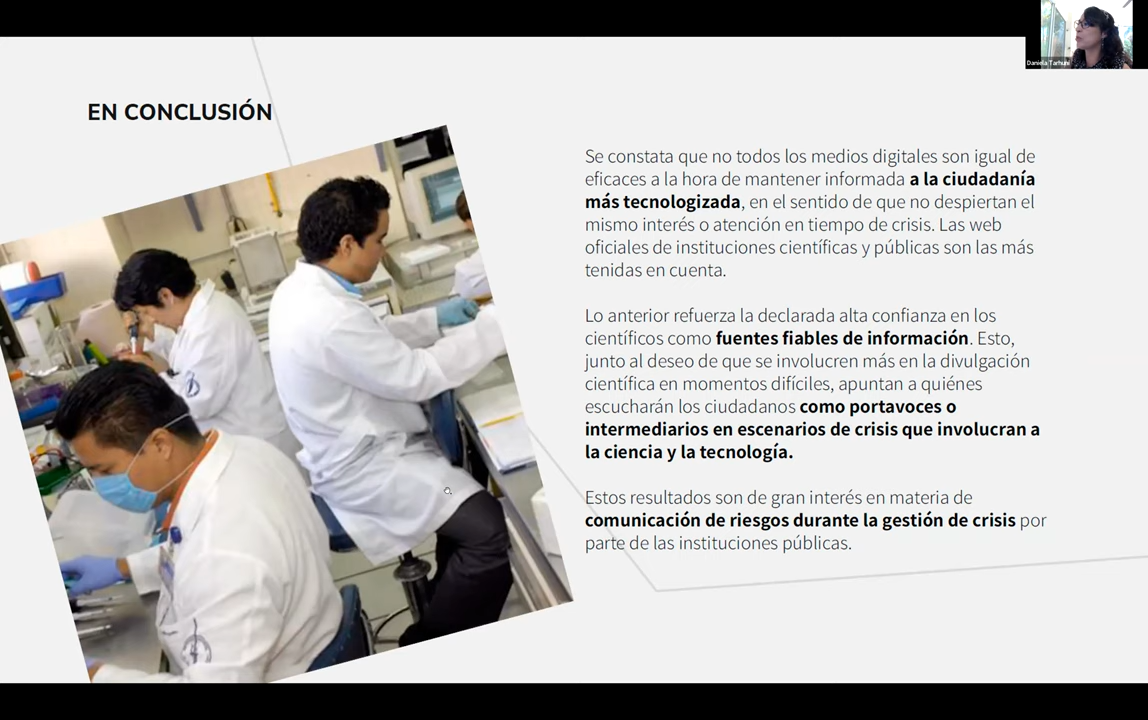 Daniela Tarhuni
EN CONCLUSIÓN
Se constata que no todos los medios digitales son igual de
eficaces a la hora de mantener informada a la ciudadanía
más tecnologizada, en el sentido de que no despiertan el
mismo interés o atención en tiempo de crisis. Las web
oficiales de instituciones científicas y públicas son las más
tenidas en cuenta.
Lo anterior refuerza la declarada alta confianza en los
científicos como fuentes fiables de información. Esto,
junto al deseo de que se involucren más en la divulgación
científica en momentos difíciles, apuntan a quiénes
escucharán los ciudadanos como portavoces o
intermediarios en escenarios de crisis que involucran a
la ciencia y la tecnología.
Estos resultados son de gran interés en materia de
comunicación de riesgos durante la gestión de crisis por
parte de las instituciones públicas.